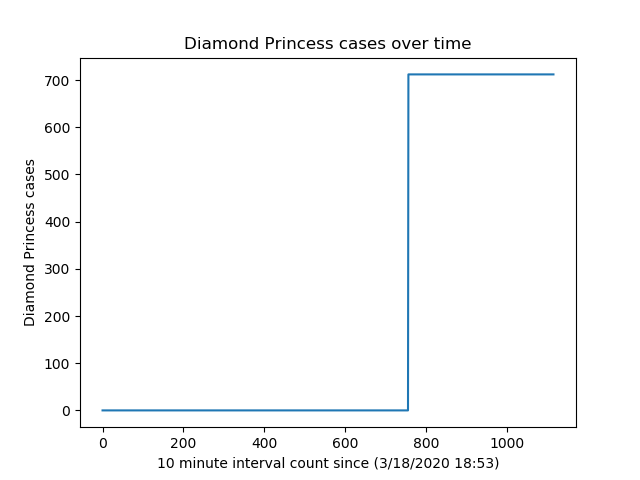 Diamond Princess cases over time
Diamond Princess cases
700
600
500
400
300
200
100
0
0 200 400 600 800 1000
10 minute interval count since (3/18/2020 18:53)